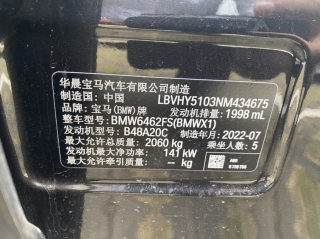 华晨宝马汽车有限公司制造
制造国：中国 LBVHY5103NM434675
品牌：宝马(BMW)牌 发动机排量：1998 mL
整车型号：BMW6462FS(BMWX1)
发动机型号：B48A20C 2022-07
最大允许总质量：2060 kg 乘坐人数：5
发动机最大净功率：141 kW
最大允许牵引质量：-- kg